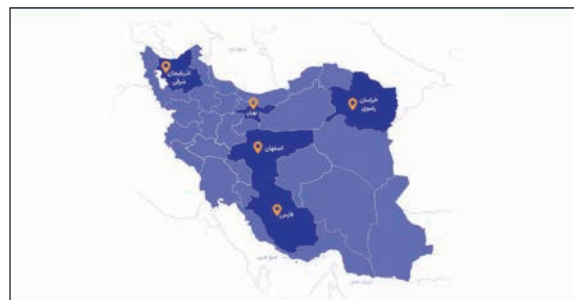 آذربایجان
شرقی
تهران
خراسان
رضوی
اصفهان
فارس